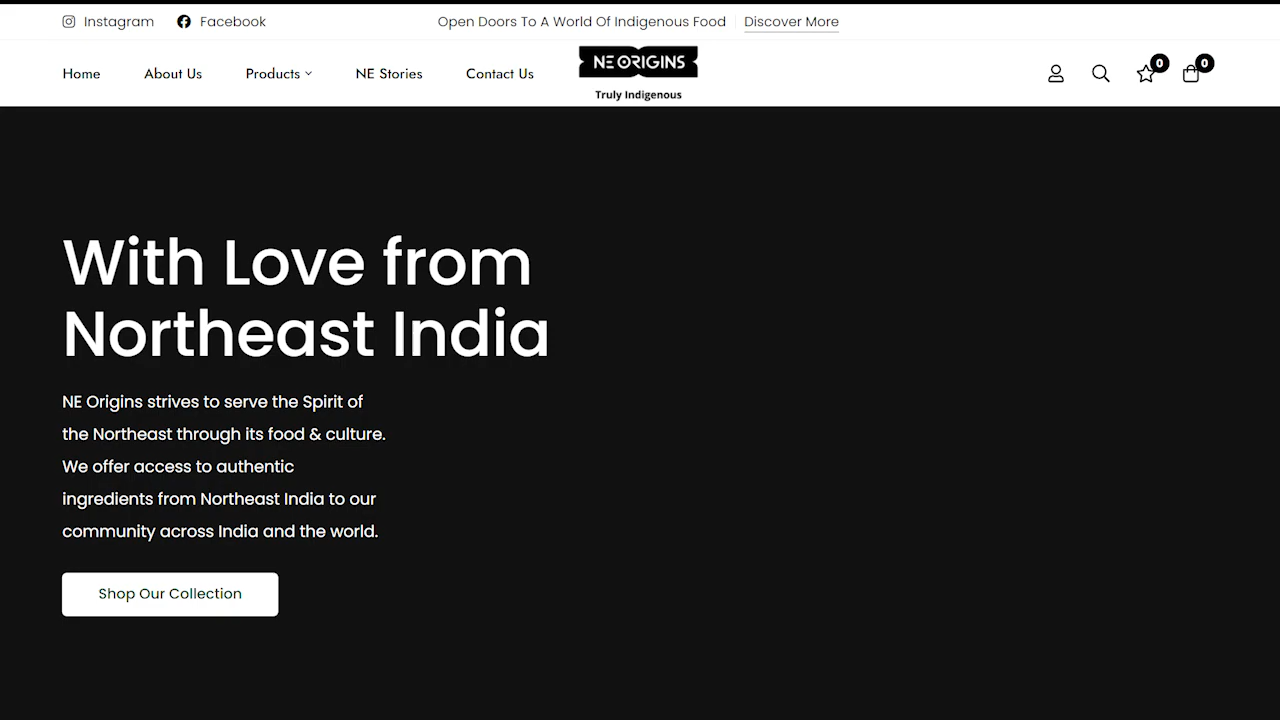 Instagram Facebook Open Doors To A World Of Indigenous Food Discover More
Home About Us Products NE Stories Contact Us NE ORIGINS 0 0
Truly Indigenous
With Love from
Northeast India
NE Origins strives to serve the Spirit of
the Northeast through its food & culture.
We offer access to authentic
ingredients from Northeast India to our
community across India and the world.
Shop Our Collection